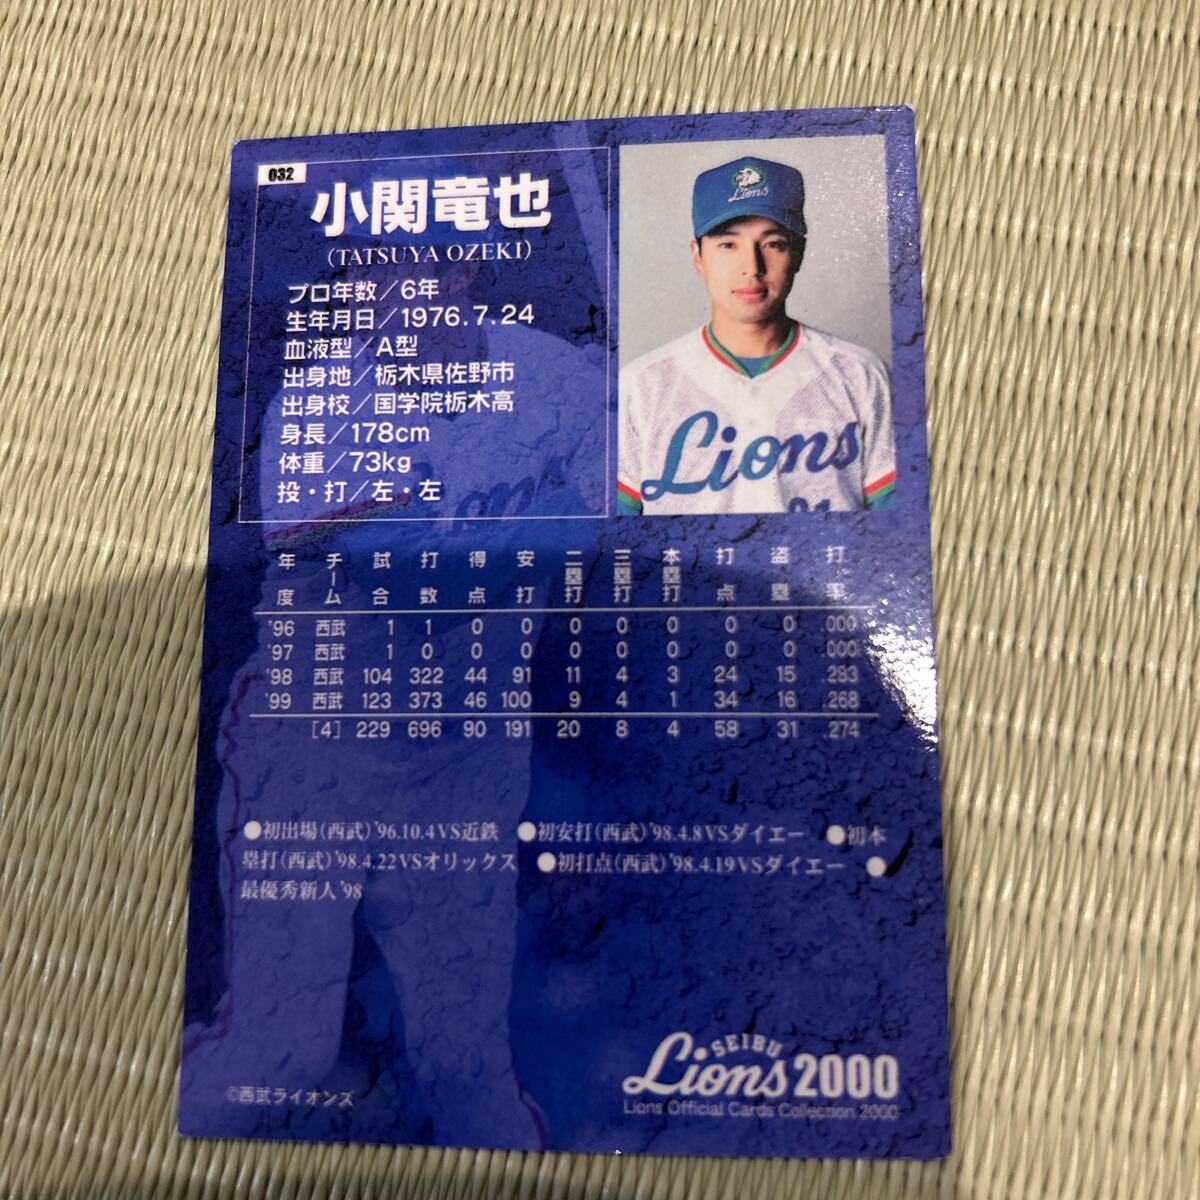 032
小関竜也
(TATSUYA OZEKI)
プロ年数/6年
生年月日/1976.7.24
血液型/A型
出身地/栃木県佐野市
出身校/国学院栃木高
身長/178cm
体重/73kg
投・打/左・左
Lions
Lions
年度 チーム 試合 打数 得点 安打 二塁打 三塁打 本塁打 打点 盗塁 打率
'96 西武 1 1 0 0 0 0 0 0 0 .000
'97 西武 1 0 0 0 0 0 0 0 0 .000
'98 西武 104 322 44 91 11 4 3 24 15 .283
'99 西武 123 373 46 100 9 4 1 34 16 .268
[4] 229 696 90 191 20 8 4 58 31 .274
●初出場(西武)'96.10.4VS近鉄 ●初安打(西武)'98.4.8VSダイエー ●初本
塁打(西武)'98.4.22VSオリックス ●初打点(西武)'98.4.19VSダイエー ●
最優秀新人'98
SEIBU
Lions 2000
Lions Official Cards Collection 2000
©西武ライオンズ